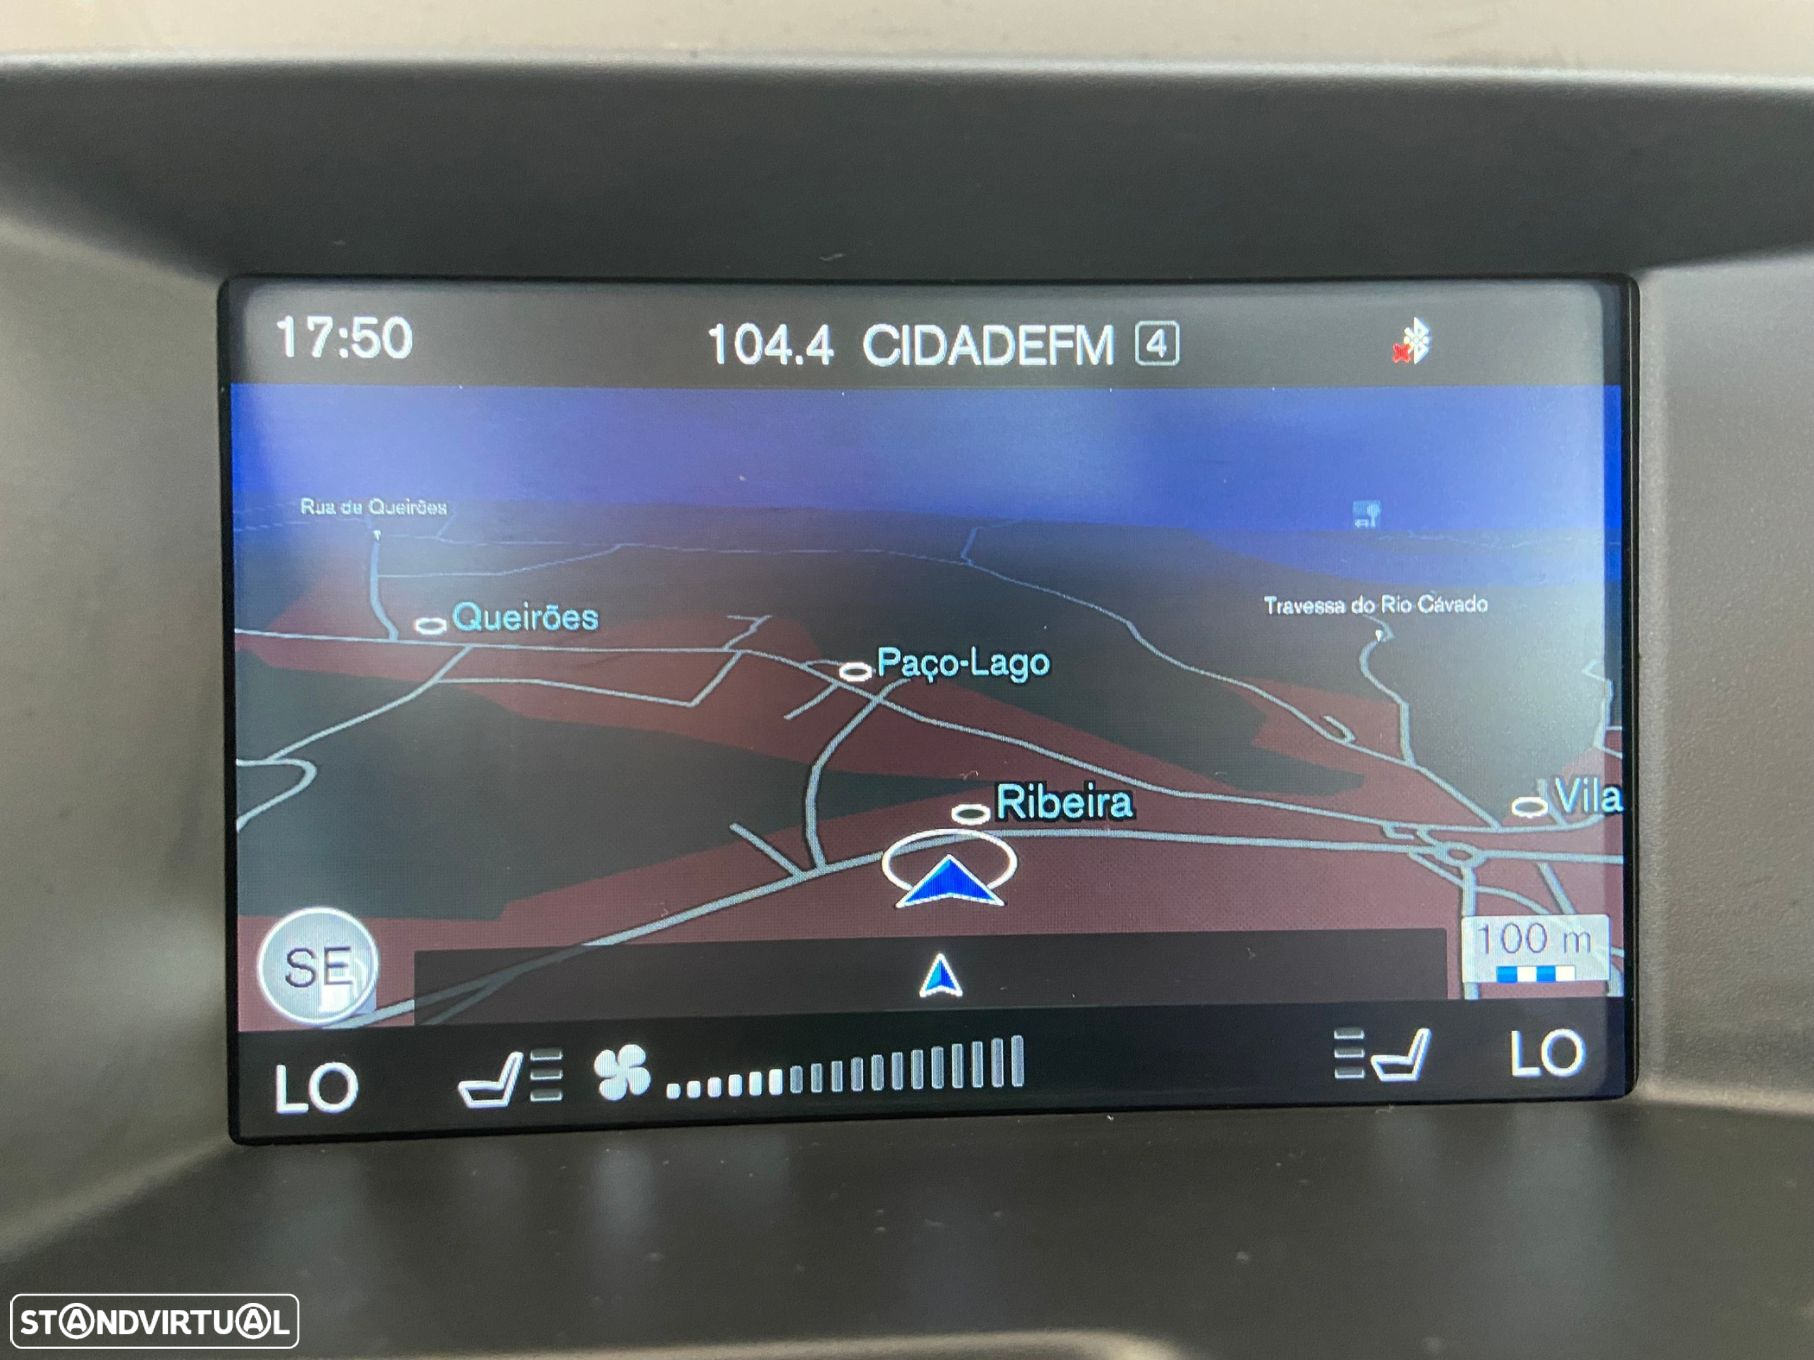 17:50
104.4 CIDADEFM 4
Rua de Queirões
Travessa do Rio Cávado
Queirões
Paço-Lago
Ribeira
Vila
SE
100 m
LO
LO
STANDVIRTUAL